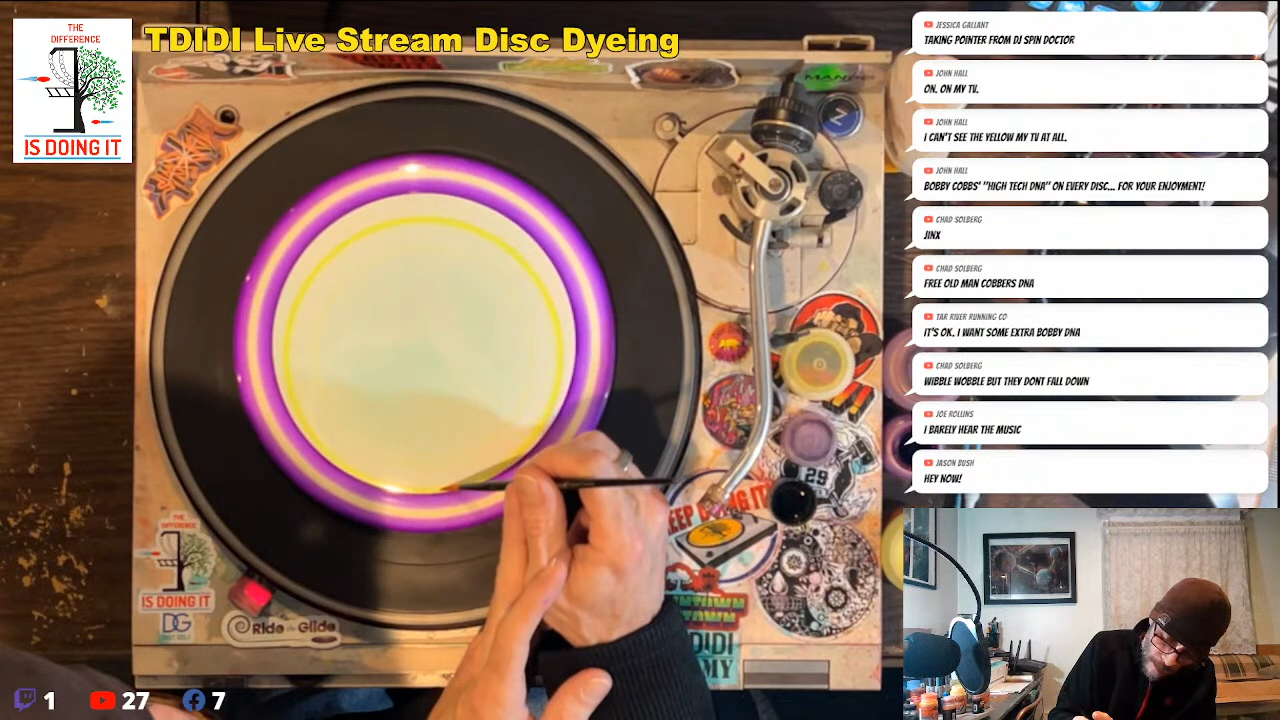 THE
DIFFERENCE
IS DOING IT
TDIDI Live Stream Disc Dyeing
JESSICA GALLANT
TAKING POINTER FROM DJ SPIN DOCTOR
JOHN HALL
ON. ON MY TV.
JOHN HALL
I CAN'T SEE THE YELLOW MY TV AT ALL.
JOHN HALL
BOBBY COBBS' "HIGH TECH DNA" ON EVERY DISC... FOR YOUR ENJOYMENT!
CHAD SOLBERG
JINX
CHAD SOLBERG
FREE OLD MAN COBBERS DNA
TAR RIVER RUNNING CO
IT'S OK. I WANT SOME EXTRA BOBBY DNA
CHAD SOLBERG
WIBBLE WOBBLE BUT THEY DONT FALL DOWN
JOE ROLLINS
I BARELY HEAR THE MUSIC
JASON BUSH
HEY NOW!
Z
29
KEEP DOING IT
THE
DIFFERENCE
IS DOING IT
DG
Ride the Glide
TDIDI
1
27
7